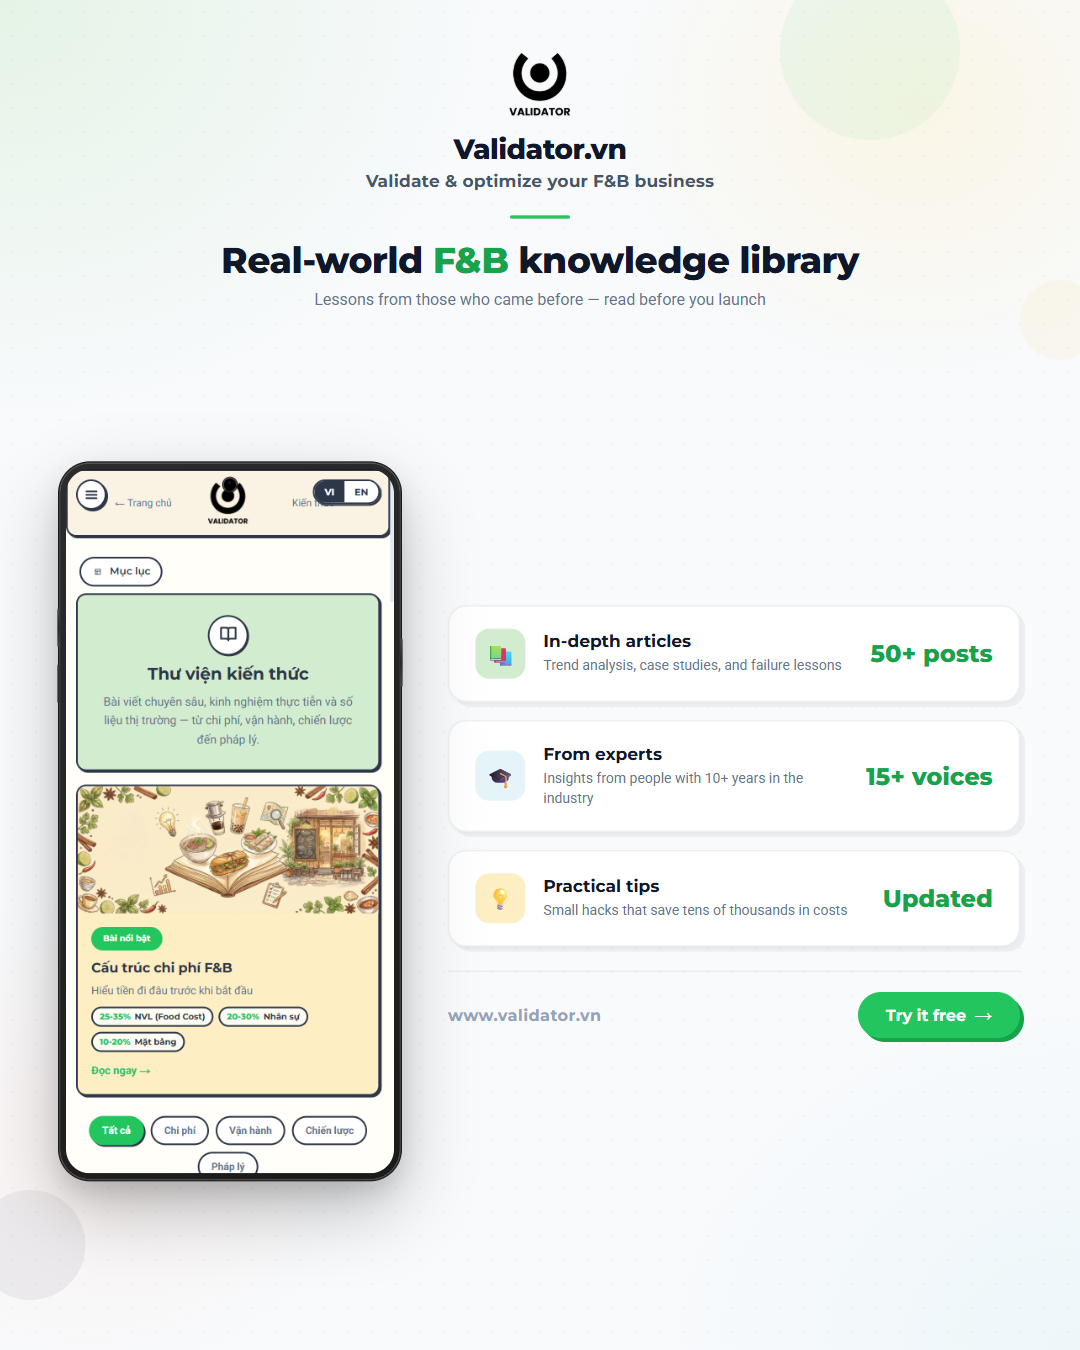 VALIDATOR
Validator.vn
Validate & optimize your F&B business
Real-world F&B knowledge library
Lessons from those who came before — read before you launch
← Trang chủ
VALIDATOR
Kiến
VI EN
Mục lục
Thư viện kiến thức
Bài viết chuyên sâu, kinh nghiệm thực tiễn và số
liệu thị trường — từ chi phí, vận hành, chiến lược
đến pháp lý.
Bài nổi bật
Cấu trúc chi phí F&B
Hiểu tiền đi đâu trước khi bắt đầu
25-35% NVL (Food Cost) 20-30% Nhân sự
10-20% Mặt bằng
Đọc ngay →
Tất cả Chi phí Vận hành Chiến lược
Pháp lý
In-depth articles
Trend analysis, case studies, and failure lessons
50+ posts
From experts
Insights from people with 10+ years in the
industry
15+ voices
Practical tips
Small hacks that save tens of thousands in costs
Updated
www.validator.vn
Try it free →